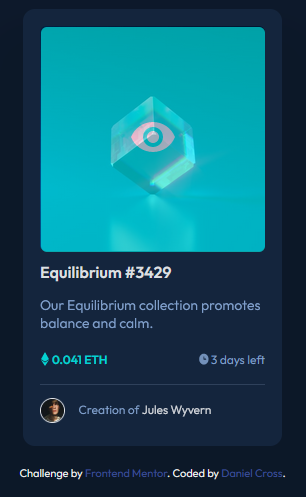 Equilibrium #3429
Our Equilibrium collection promotes
balance and calm.
0.041 ETH
3 days left
Creation of Jules Wyvern
Challenge by Frontend Mentor. Coded by Daniel Cross.